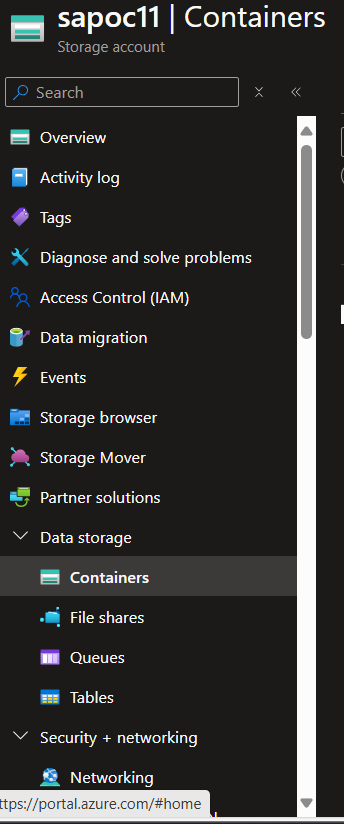 sapoc11 | Containers
Storage account
Search
Overview
Activity log
Tags
Diagnose and solve problems
Access Control (IAM)
Data migration
Events
Storage browser
Storage Mover
Partner solutions
Data storage
Containers
File shares
Queues
Tables
Security + networking
Networking
ttps://portal.azure.com/#home